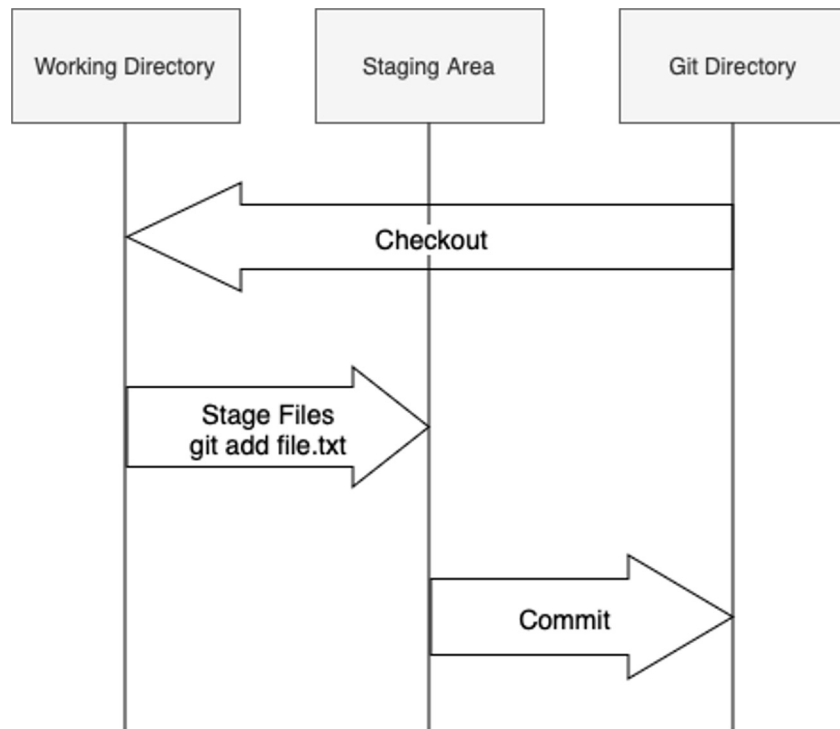 Working Directory
Staging Area
Git Directory
Checkout
Stage Files
git add file.txt
Commit